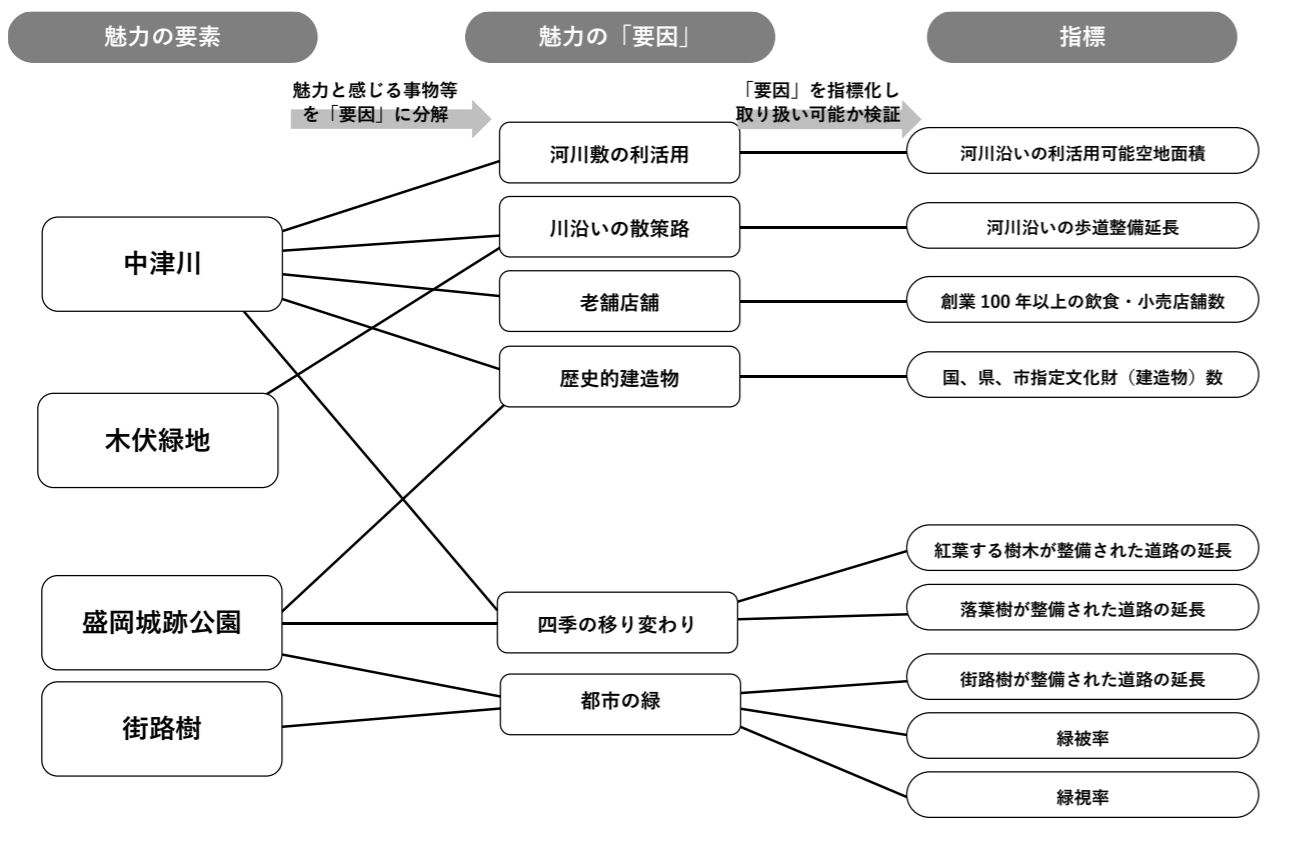 魅力の要素
魅力の「要因」
指標
魅力と感じる事物等
を「要因」に分解
「要因」を指標化し
取り扱い可能か検証
中津川
木伏緑地
盛岡城跡公園
街路樹
河川敷の利活用
川沿いの散策路
老舗店舗
歴史的建造物
四季の移り変わり
都市の緑
河川沿いの利活用可能空地面積
河川沿いの歩道整備延長
創業 100 年以上の飲食・小売店舗数
国、県、市指定文化財（建造物）数
紅葉する樹木が整備された道路の延長
落葉樹が整備された道路の延長
街路樹が整備された道路の延長
緑被率
緑視率